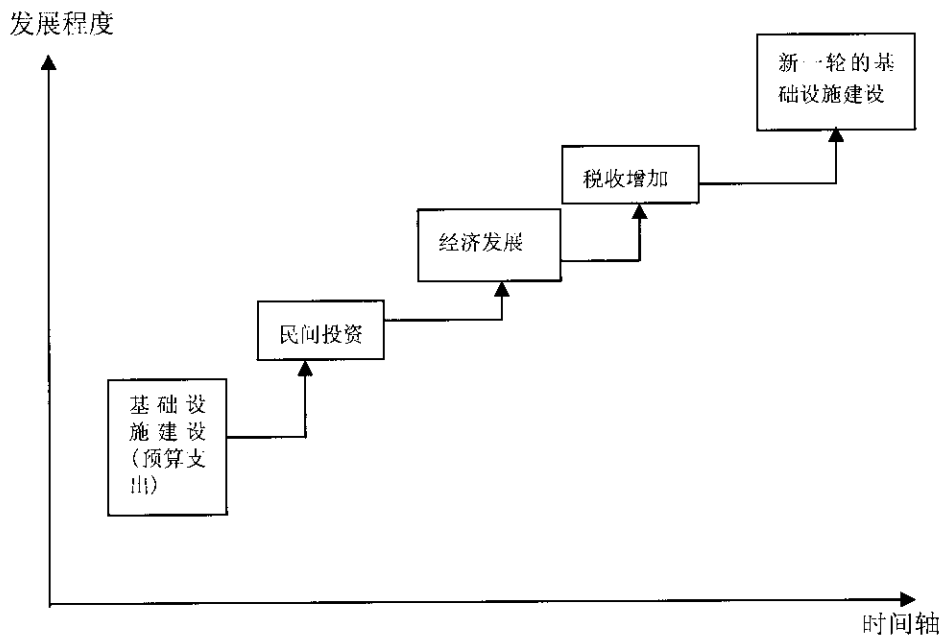 发展程度
新一轮的基
础设施建设
税收增加
经济发展
民间投资
基础设
施建设
(预算支
出)
时间轴